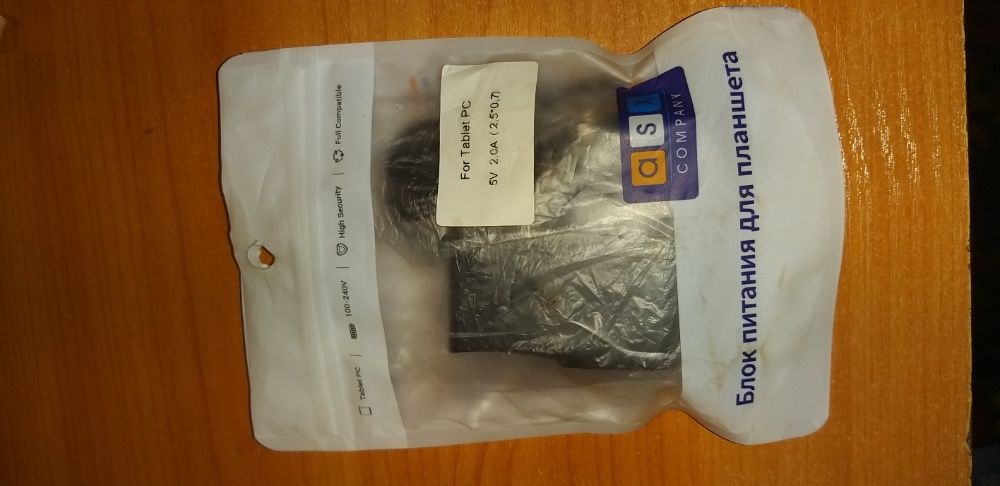 Tablet PC | 100-240V | High Security | Full Compatible
For Tablet PC
5V 2.0A ( 2.5*0.7)
asx
COMPANY
Блок питания для планшета